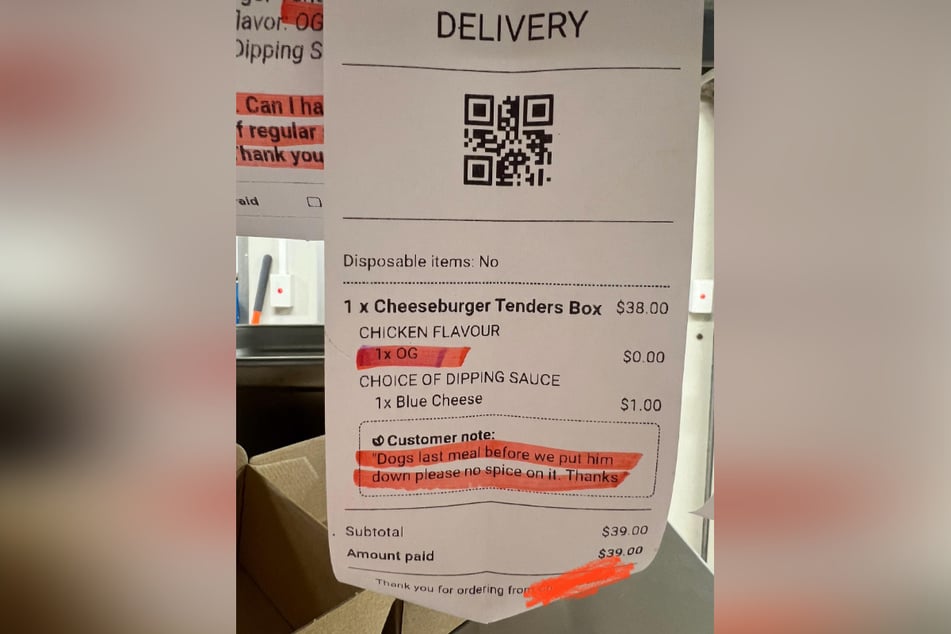 lavor: OG
Dipping S
. Can I ha
f regular
hank you
aid
DELIVERY
Disposable items: No
1 x Cheeseburger Tenders Box $38.00
CHICKEN FLAVOUR
1x OG $0.00
CHOICE OF DIPPING SAUCE
1x Blue Cheese $1.00
Customer note:
"Dogs last meal before we put him
down please no spice on it. Thanks
Subtotal $39.00
Amount paid $39.00
Thank you for ordering from